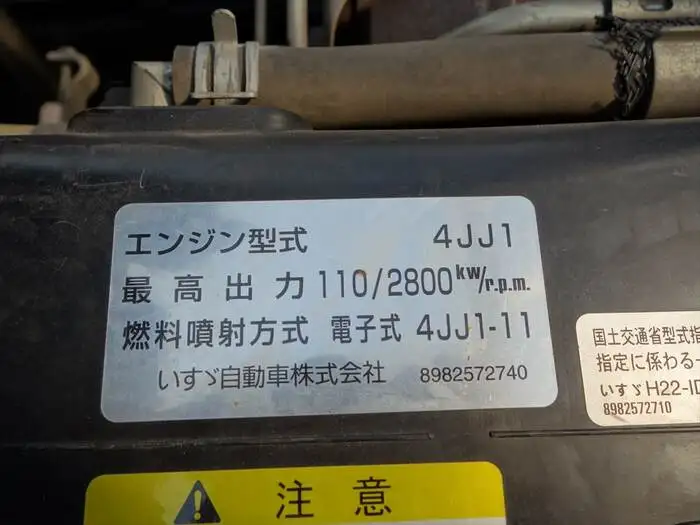 エンジン型式 4JJ1
最高出力 110/2800 kw/r.p.m.
燃料噴射方式 電子式 4JJ1-11
いすゞ自動車株式会社 8982572740
国土交通省型式指
指定に係わる一
いすゞH22-ID
8982572710
注意